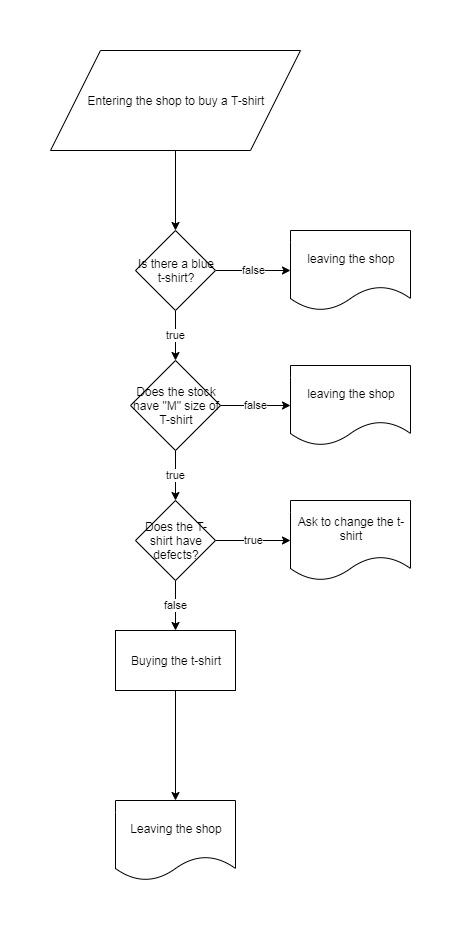 Entering the shop to buy a T-shirt
Is there a blue
t-shirt?
false
leaving the shop
true
Does the stock
have "M" size of
T-shirt
false
leaving the shop
true
Does the T-
shirt have
defects?
true
Ask to change the t-
shirt
false
Buying the t-shirt
Leaving the shop